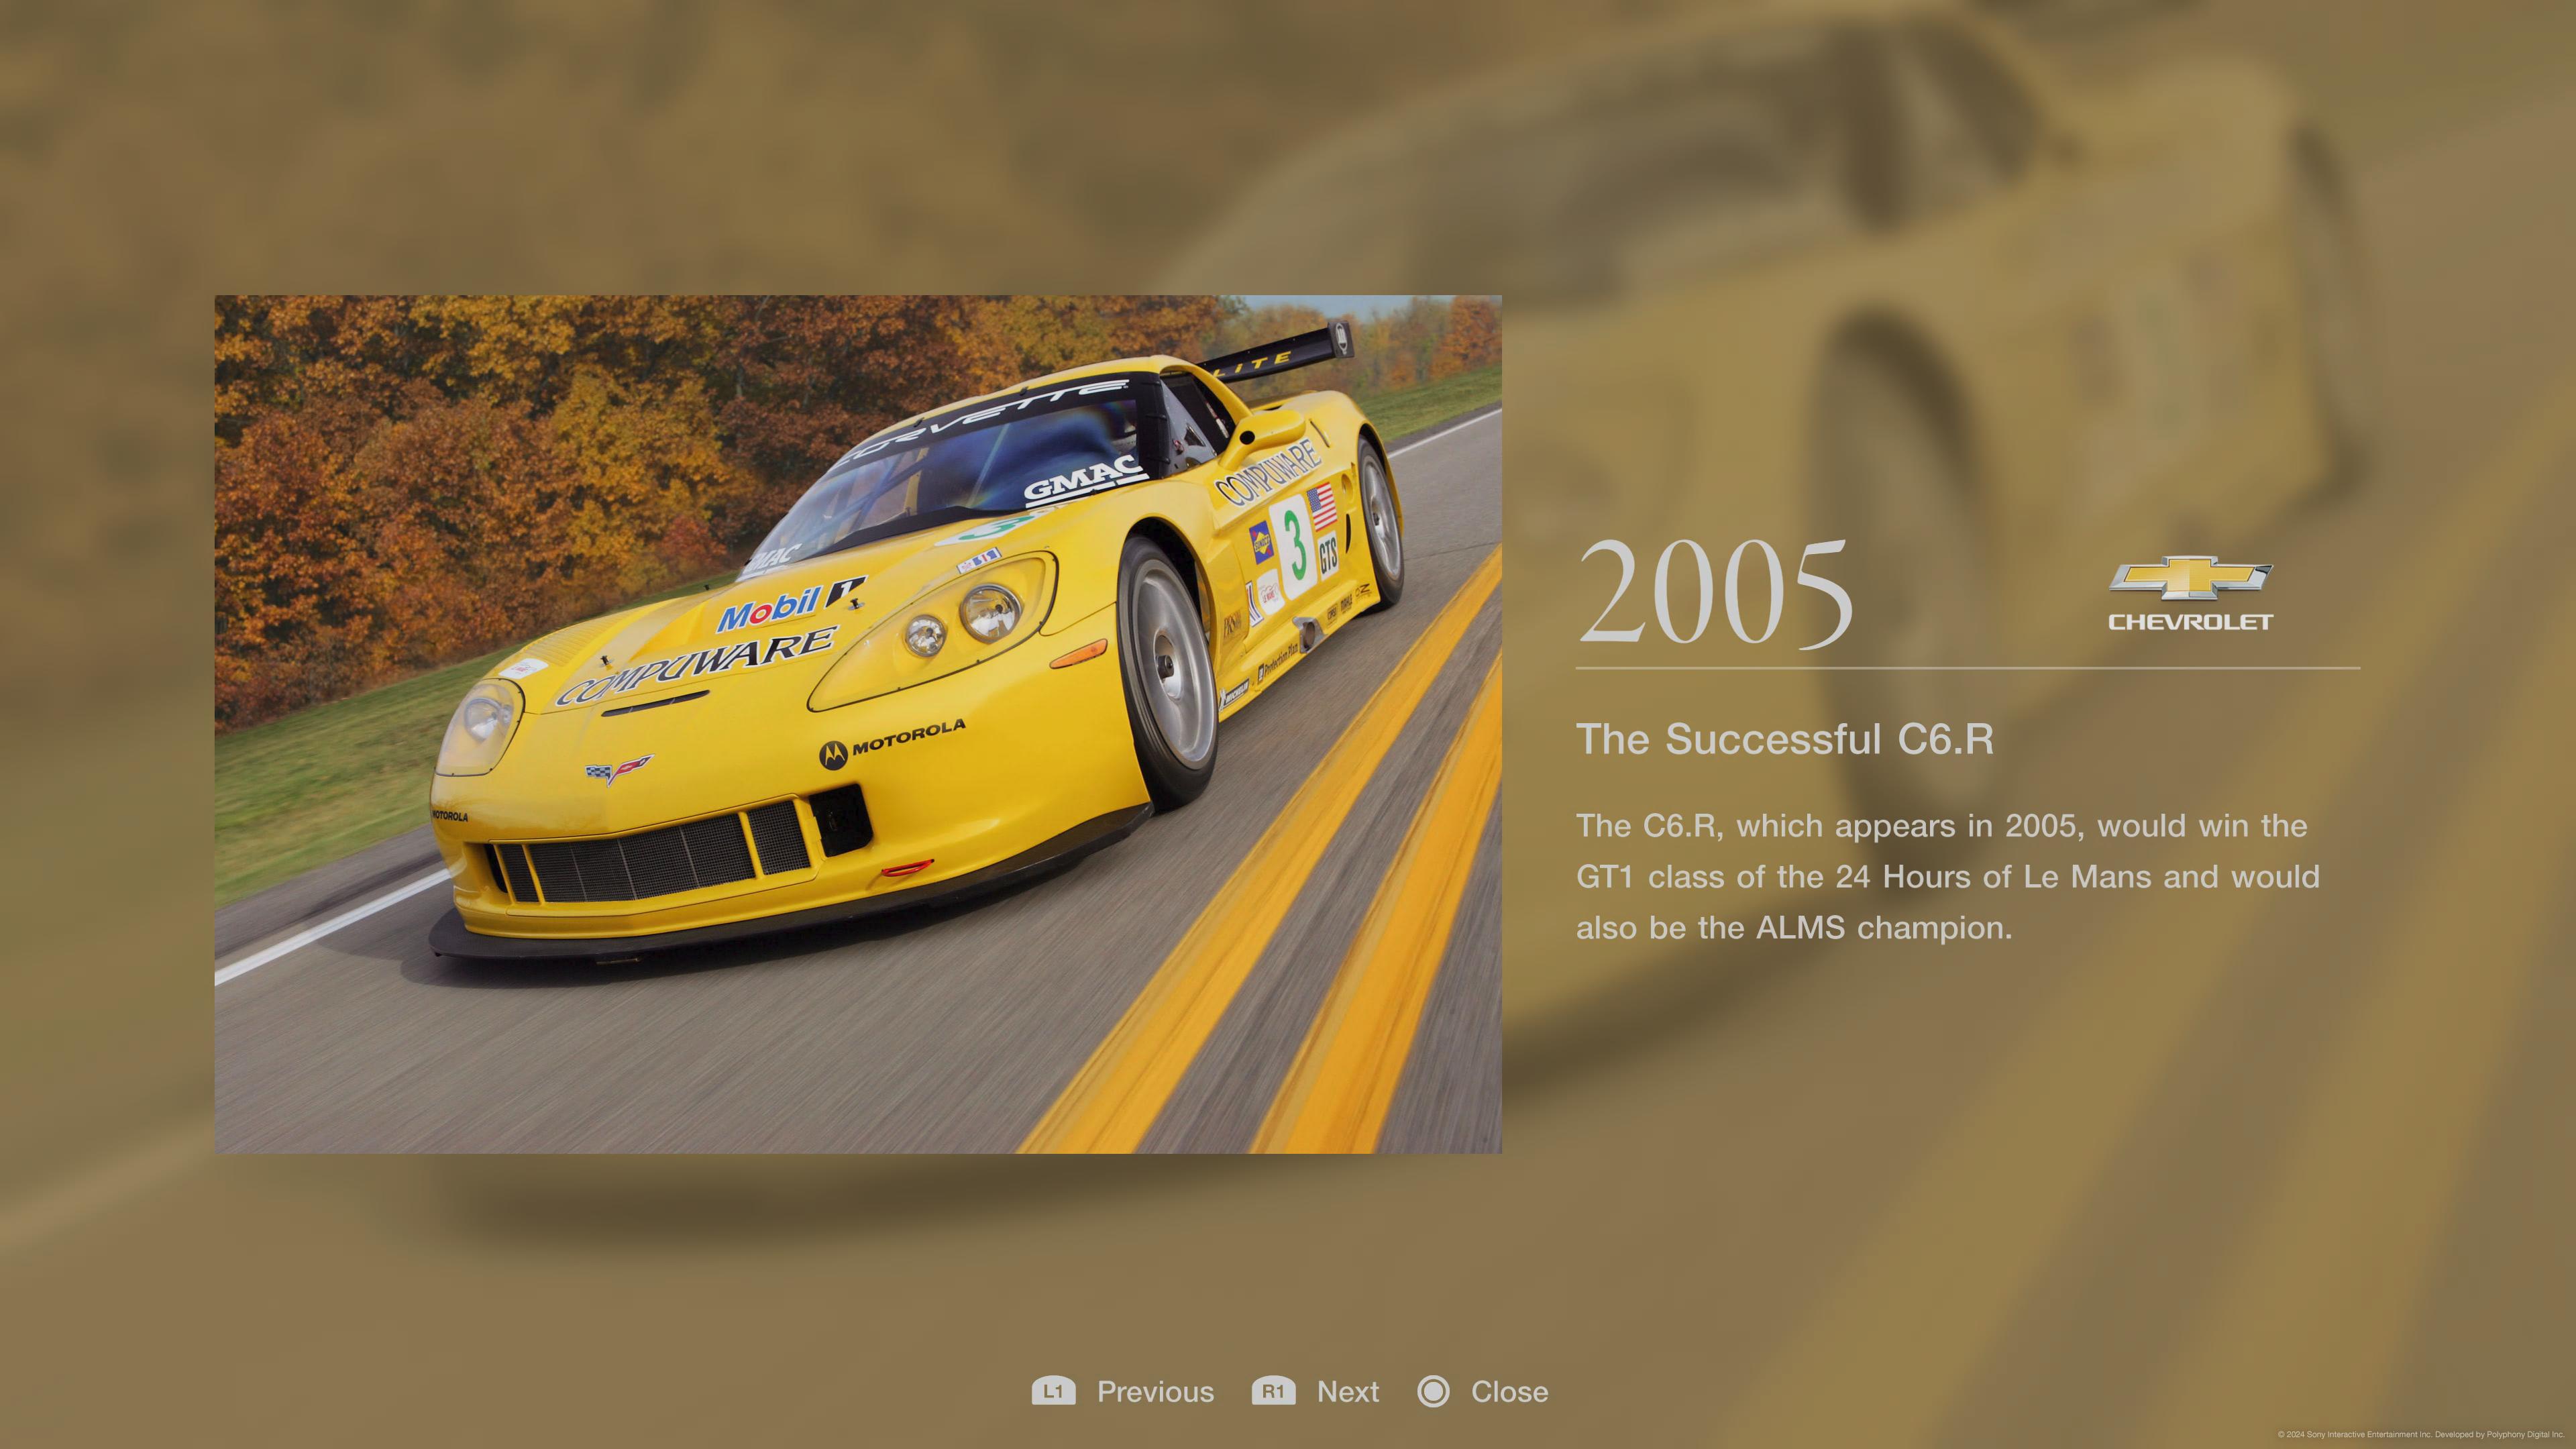 LITE
CORVETTE
GMAC
COMPUWARE
3
GTS
Mobil 1
COMPUWARE
MOTOROLA
MOTOROLA
2005
CHEVROLET
The Successful C6.R
The C6.R, which appears in 2005, would win the
GT1 class of the 24 Hours of Le Mans and would
also be the ALMS champion.
L1 Previous R1 Next Close
© 2024 Sony Interactive Entertainment Inc. Developed by Polyphony Digital Inc.